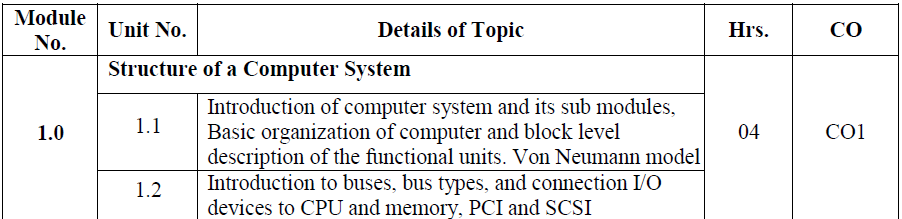 Module No. Unit No. Details of Topic Hrs. CO
Structure of a Computer System
1.0 1.1 Introduction of computer system and its sub modules,
Basic organization of computer and block level
description of the functional units. Von Neumann model 04 CO1
1.2 Introduction to buses, bus types, and connection I/O
devices to CPU and memory, PCI and SCSI